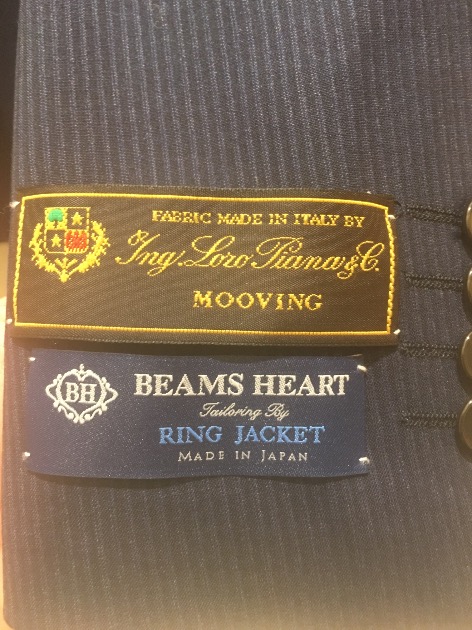 FABRIC MADE IN ITALY BY
Ing. Loro Piana & C.
MOOVING
BH
BEAMS HEART
Tailoring By
RING JACKET
MADE IN JAPAN